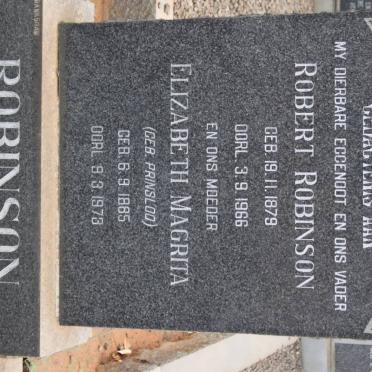 MY DIERBARE EGGENOOT EN ONS VADER
ROBERT ROBINSON
GEB. 19.11.1879
OORL. 3.9.1966
EN ONS MOEDER
ELIZABETH MAGRITA
(GEB. PRINSLOO)
GEB. 6.9.1885
OORL. 9.3.1973
ROBINSON